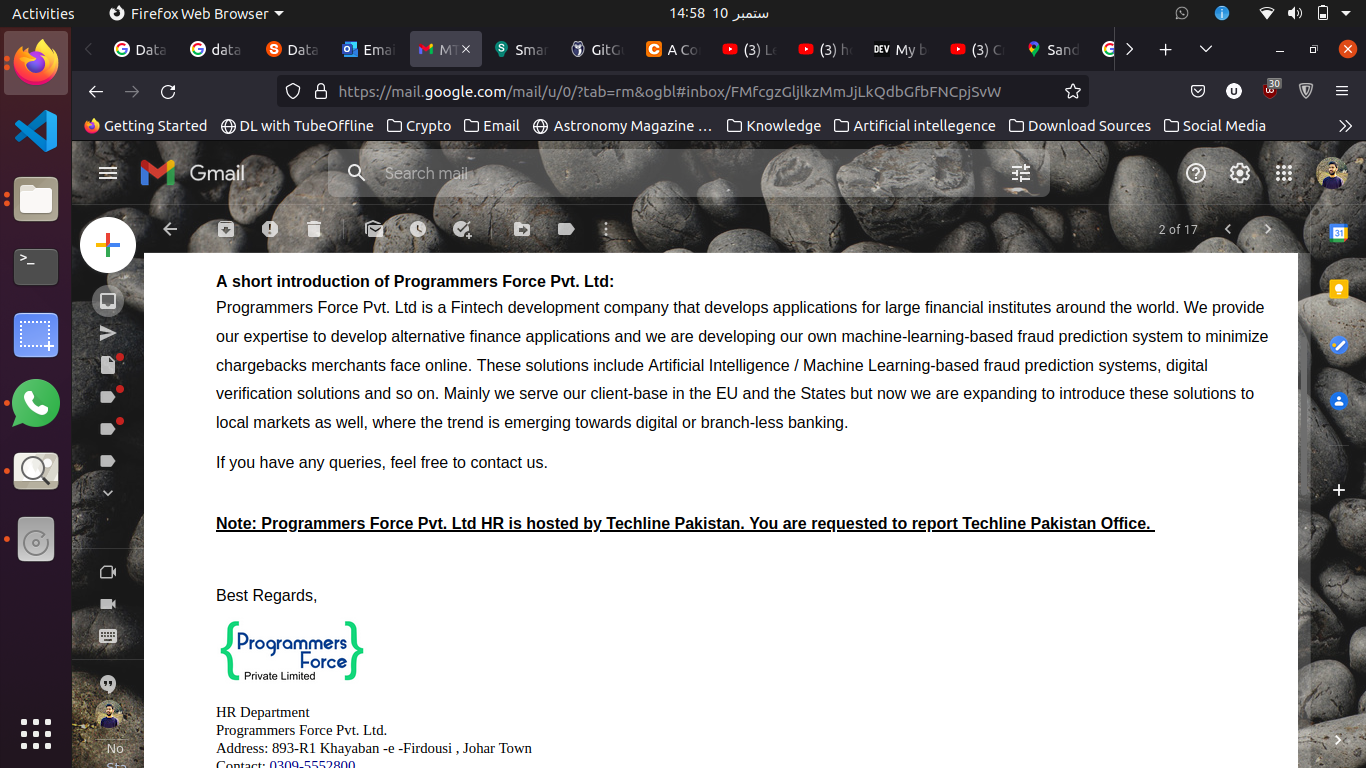 Activities
Firefox Web Browser
14:58 10 ستمبر
Data
data
Data
Emai
MT
Smar
GitGu
A Co
(3) Le
(3) h
DEV My b
(3) C
Sand
https://mail.google.com/mail/u/0/?tab=rm&ogbl#inbox/FMfcgzGljlkzMmJjLkQdbGfbFNCpjSvW
30
Getting Started
DL with TubeOffline
Crypto
Email
Astronomy Magazine …
Knowledge
Artificial intellegence
Download Sources
Social Media
Gmail
Search mail
2 of 17
31
A short introduction of Programmers Force Pvt. Ltd:
Programmers Force Pvt. Ltd is a Fintech development company that develops applications for large financial institutes around the world. We provide
our expertise to develop alternative finance applications and we are developing our own machine-learning-based fraud prediction system to minimize
chargebacks merchants face online. These solutions include Artificial Intelligence / Machine Learning-based fraud prediction systems, digital
verification solutions and so on. Mainly we serve our client-base in the EU and the States but now we are expanding to introduce these solutions to
local markets as well, where the trend is emerging towards digital or branch-less banking.
If you have any queries, feel free to contact us.
Note: Programmers Force Pvt. Ltd HR is hosted by Techline Pakistan. You are requested to report Techline Pakistan Office.
Best Regards,
{Programmers
Force}
Private Limited
HR Department
Programmers Force Pvt. Ltd.
Address: 893-R1 Khayaban -e -Firdousi , Johar Town
Contact: 0309-5552800
No